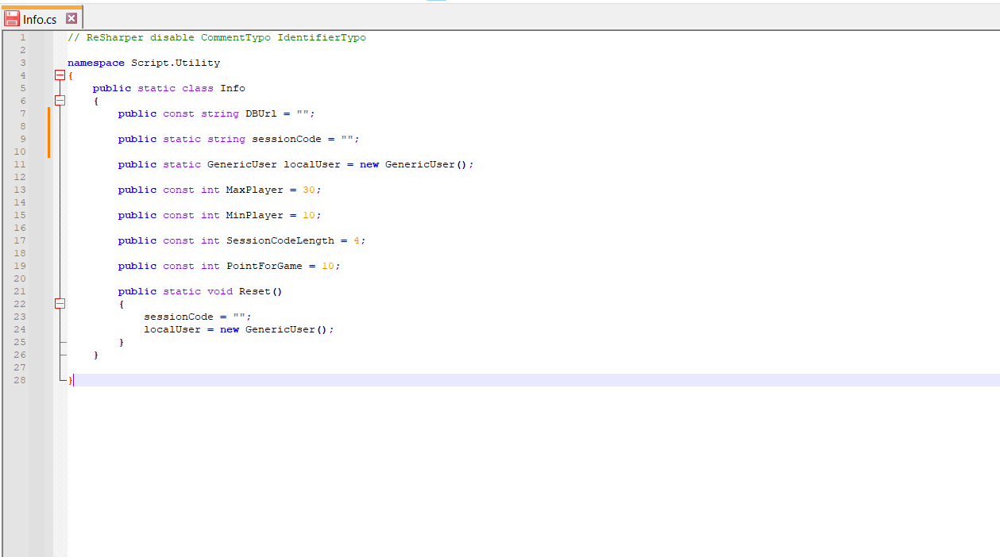 Info.cs
1 // ReSharper disable CommentTypo IdentifierTypo
2
3 namespace Script.Utility
4 {
5     public static class Info
6     {
7         public const string DBUrl = "";
8
9         public static string sessionCode = "";
10
11         public static GenericUser localUser = new GenericUser();
12
13         public const int MaxPlayer = 30;
14
15         public const int MinPlayer = 10;
16
17         public const int SessionCodeLength = 4;
18
19         public const int PointForGame = 10;
20
21         public static void Reset()
22         {
23             sessionCode = "";
24             localUser = new GenericUser();
25         }
26     }
27
28 }